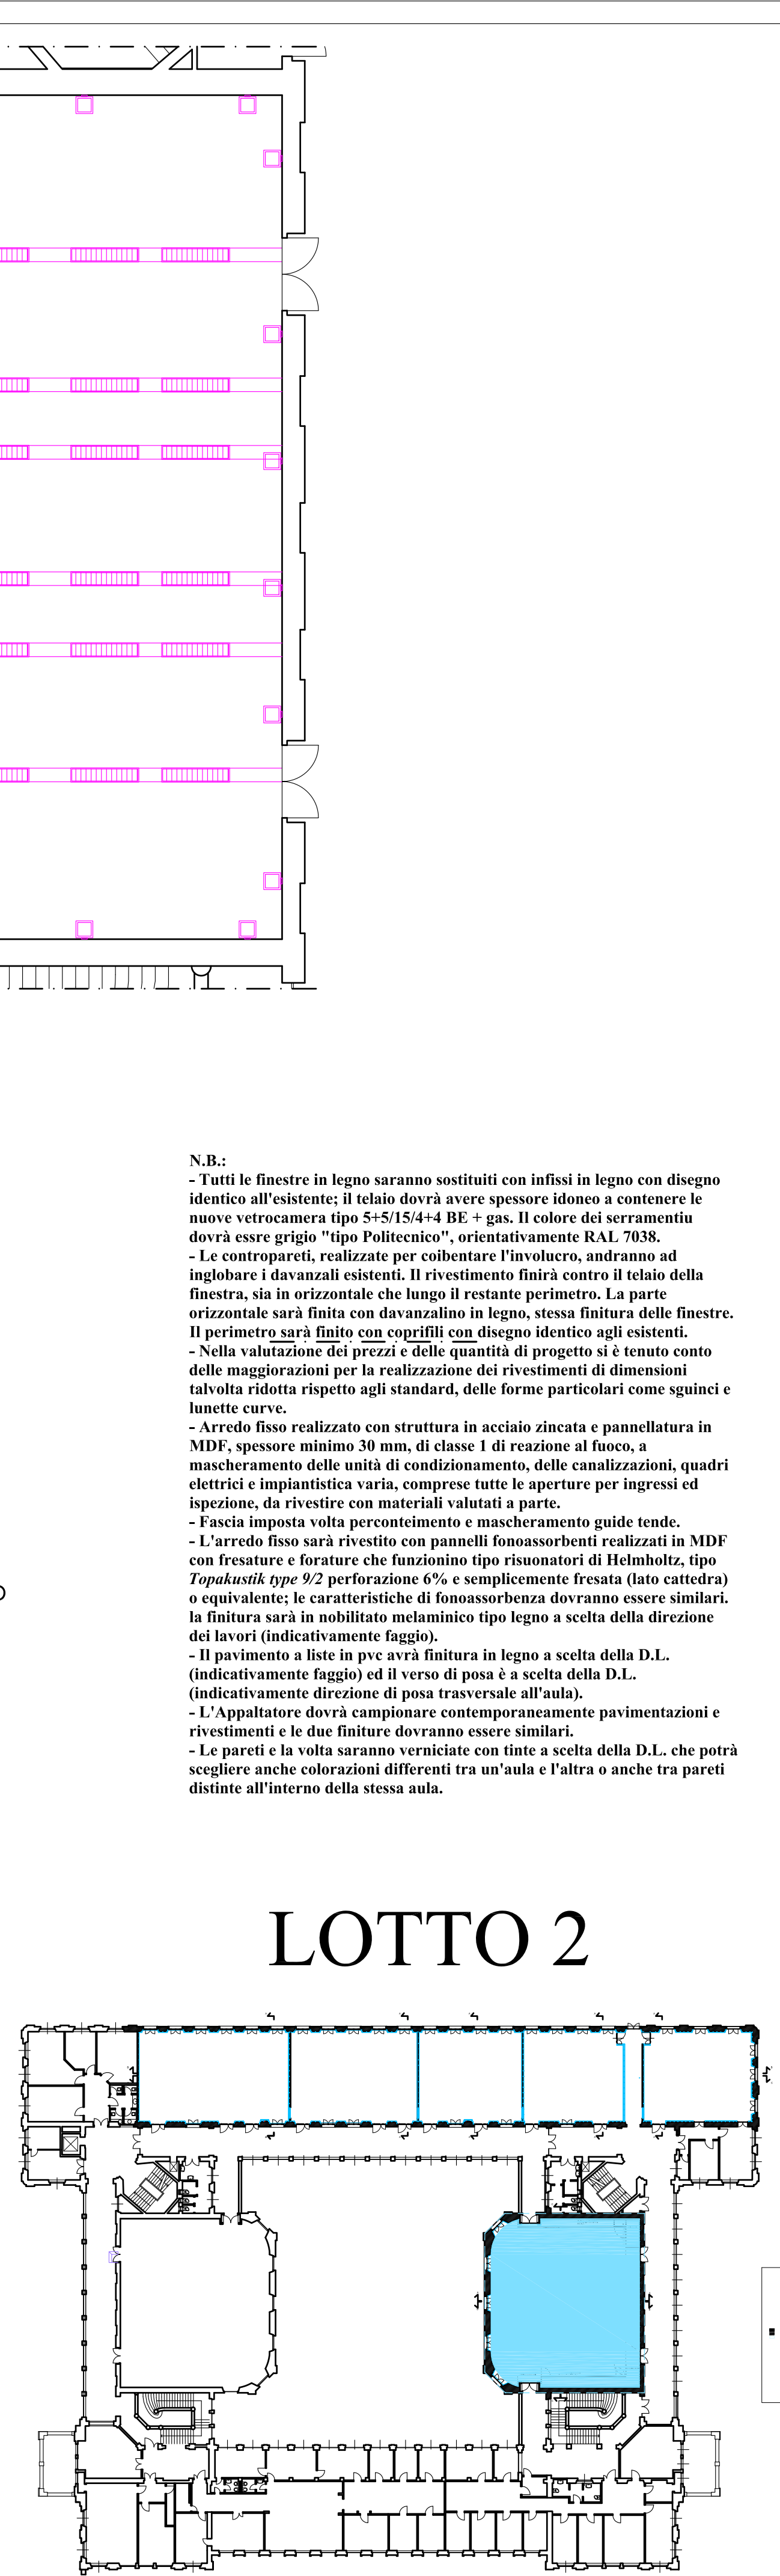 N.B.:
- Tutti le finestre in legno saranno sostituiti con infissi in legno con disegno
identico all'esistente; il telaio dovrà avere spessore idoneo a contenere le
nuove vetrocamera tipo 5+5/15/4+4 BE + gas. Il colore dei serramentiu
dovrà essre grigio "tipo Politecnico", orientativamente RAL 7038.
- Le contropareti, realizzate per coibentare l'involucro, andranno ad
inglobare i davanzali esistenti. Il rivestimento finirà contro il telaio della
finestra, sia in orizzontale che lungo il restante perimetro. La parte
orizzontale sarà finita con davanzalino in legno, stessa finitura delle finestre.
Il perimetro sarà finito con coprifili con disegno identico agli esistenti.
- Nella valutazione dei prezzi e delle quantità di progetto si è tenuto conto
delle maggiorazioni per la realizzazione dei rivestimenti di dimensioni
talvolta ridotta rispetto agli standard, delle forme particolari come sguinci e
lunette curve.
- Arredo fisso realizzato con struttura in acciaio zincata e pannellatura in
MDF, spessore minimo 30 mm, di classe 1 di reazione al fuoco, a
mascheramento delle unità di condizionamento, delle canalizzazioni, quadri
elettrici e impiantistica varia, comprese tutte le aperture per ingressi ed
ispezione, da rivestire con materiali valutati a parte.
- Fascia imposta volta perconteimento e mascheramento guide tende.
- L'arredo fisso sarà rivestito con pannelli fonoassorbenti realizzati in MDF
con fresature e forature che funzionino tipo risuonatori di Helmholtz, tipo
Topakustik type 9/2 perforazione 6% e semplicemente fresata (lato cattedra)
o equivalente; le caratteristiche di fonoassorbenza dovranno essere similari.
la finitura sarà in nobilitato melaminico tipo legno a scelta della direzione
dei lavori (indicativamente faggio).
- Il pavimento a liste in pvc avrà finitura in legno a scelta della D.L.
(indicativamente faggio) ed il verso di posa è a scelta della D.L.
(indicativamente direzione di posa trasversale all'aula).
- L'Appaltatore dovrà campionare contemporaneamente pavimentazioni e
rivestimenti e le due finiture dovranno essere similari.
- Le pareti e la volta saranno verniciate con tinte a scelta della D.L. che potrà
scegliere anche colorazioni differenti tra un'aula e l'altra o anche tra pareti
distinte all'interno della stessa aula.
LOTTO 2